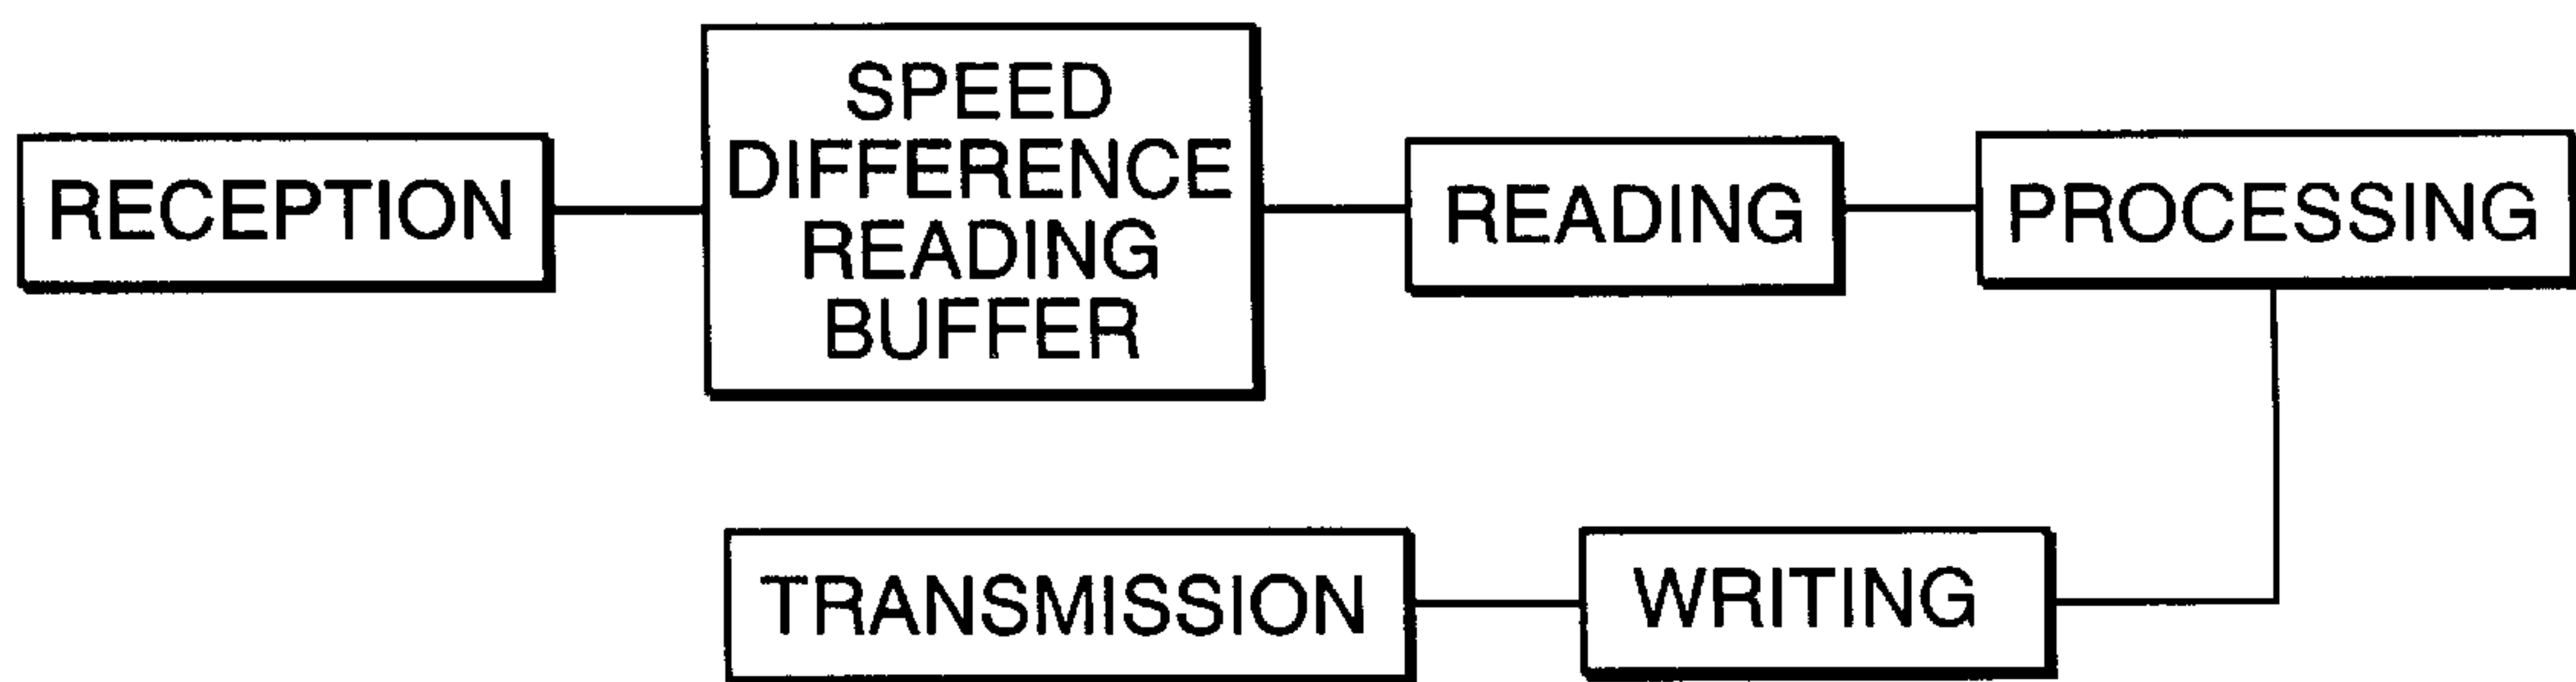 RECEPTION
SPEED
DIFFERENCE
READING
BUFFER
READING
PROCESSING
TRANSMISSION
WRITING